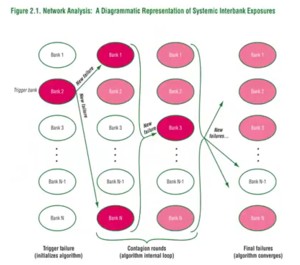 Figure 2.1. Network Analysis: A Diagrammatic Representation of Systemic Interbank Exposures
Bank 1
Bank 1
Bank 1
Bank 1
Trigger bank
Bank 2
New failure
Bank 2
Bank 2
Bank 2
New failure
Bank 3
Bank 3
New failure
Bank 3
New failures...
Bank 3
Bank N-1
Bank N-1
Bank N-1
Bank N-1
Bank N
Bank N
Bank N
Bank N
Trigger failure
(initializes algorithm)
Contagion rounds
(algorithm internal loop)
Final failures
(algorithm converges)